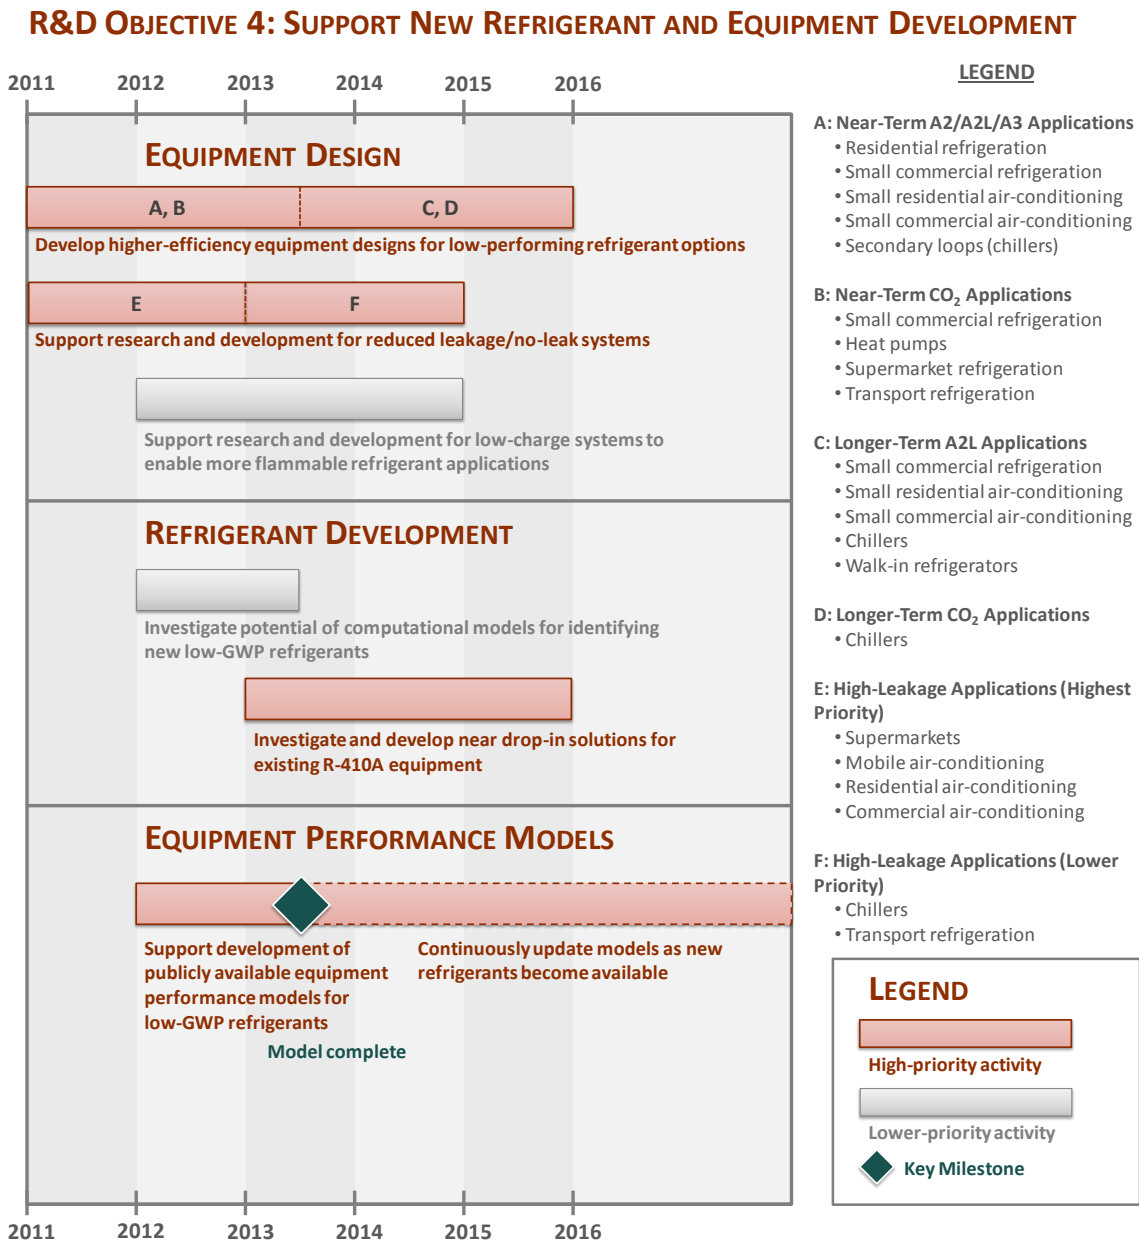 R&D OBJECTIVE 4: SUPPORT NEW REFRIGERANT AND EQUIPMENT DEVELOPMENT
2011 2012 2013 2014 2015 2016
EQUIPMENT DESIGN
A, B
C, D
Develop higher-efficiency equipment designs for low-performing refrigerant options
E
F
Support research and development for reduced leakage/no-leak systems
Support research and development for low-charge systems to
enable more flammable refrigerant applications
REFRIGERANT DEVELOPMENT
Investigate potential of computational models for identifying
new low-GWP refrigerants
Investigate and develop near drop-in solutions for
existing R-410A equipment
EQUIPMENT PERFORMANCE MODELS
Support development of
publicly available equipment
performance models for
low-GWP refrigerants
Continuously update models as new
refrigerants become available
Model complete
2011 2012 2013 2014 2015 2016
LEGEND
A: Near-Term A2/A2L/A3 Applications
• Residential refrigeration
• Small commercial refrigeration
• Small residential air-conditioning
• Small commercial air-conditioning
• Secondary loops (chillers)
B: Near-Term CO₂ Applications
• Small commercial refrigeration
• Heat pumps
• Supermarket refrigeration
• Transport refrigeration
C: Longer-Term A2L Applications
• Small commercial refrigeration
• Small residential air-conditioning
• Small commercial air-conditioning
• Chillers
• Walk-in refrigerators
D: Longer-Term CO₂ Applications
• Chillers
E: High-Leakage Applications (Highest
Priority)
• Supermarkets
• Mobile air-conditioning
• Residential air-conditioning
• Commercial air-conditioning
F: High-Leakage Applications (Lower
Priority)
• Chillers
• Transport refrigeration
LEGEND
High-priority activity
Lower-priority activity
Key Milestone